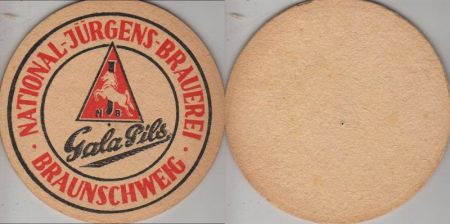 · NATIONAL-JÜRGENS-BRAUEREI ·
J
N B
Gala Pils
BRAUNSCHWEIG